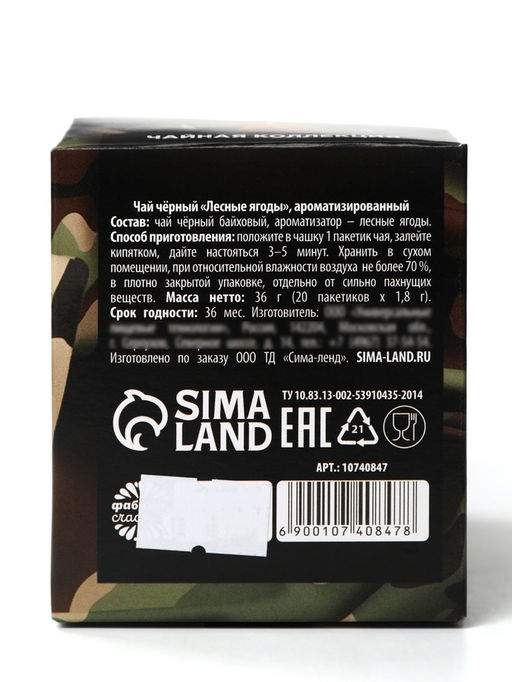 ЧАЙНАЯ КОЛЛЕКЦИЯ
Чай чёрный «Лесные ягоды», ароматизированный
Состав: чай чёрный байховый, ароматизатор – лесные ягоды.
Способ приготовления: положите в чашку 1 пакетик чая, залейте
кипятком, дайте настояться 3–5 минут. Хранить в сухом
помещении, при относительной влажности воздуха не более 70 %,
в плотно закрытой упаковке, отдельно от сильно пахнущих
веществ. Масса нетто: 36 г (20 пакетиков х 1,8 г).
Срок годности: 36 мес. Изготовитель:
Изготовлено по заказу ООО ТД «Сима-ленд». SIMA-LAND.RU
ТУ 10.83.13-002-53910435-2014
SIMA
LAND
EAC
21
АРТ.: 10740847
6 900107 408478